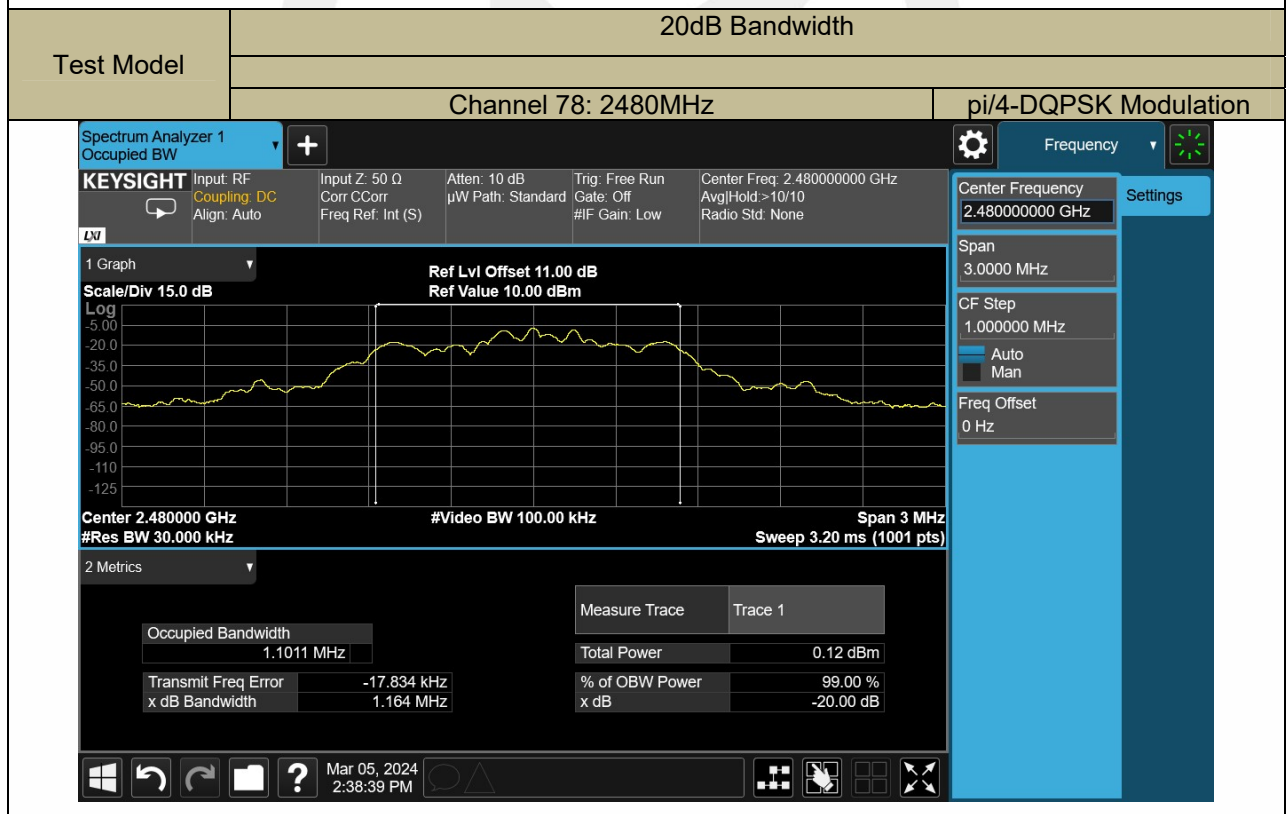 20dB Bandwidth
Test Model
Channel 78: 2480MHz
pi/4-DQPSK Modulation
Spectrum Analyzer 1
Occupied BW
Frequency
KEYSIGHT
LXI
Input: RF
Coupling: DC
Align: Auto
Input Z: 50 Ω
Corr CCorr
Freq Ref: Int (S)
Atten: 10 dB
µW Path: Standard
Trig: Free Run
Gate: Off
#IF Gain: Low
Center Freq: 2.480000000 GHz
Avg|Hold:>10/10
Radio Std: None
Center Frequency
2.480000000 GHz
Settings
Span
3.0000 MHz
CF Step
1.000000 MHz
Auto
Man
Freq Offset
0 Hz
1 Graph
Scale/Div 15.0 dB
Ref Lvl Offset 11.00 dB
Ref Value 10.00 dBm
Log
-5.00
-20.0
-35.0
-50.0
-65.0
-80.0
-95.0
-110
-125
Center 2.480000 GHz
#Video BW 100.00 kHz
Span 3 MHz
#Res BW 30.000 kHz
Sweep 3.20 ms (1001 pts)
2 Metrics
Measure Trace
Trace 1
Occupied Bandwidth
1.1011 MHz
Total Power
0.12 dBm
Transmit Freq Error
-17.834 kHz
% of OBW Power
99.00 %
x dB Bandwidth
1.164 MHz
x dB
-20.00 dB
?
Mar 05, 2024
2:38:39 PM